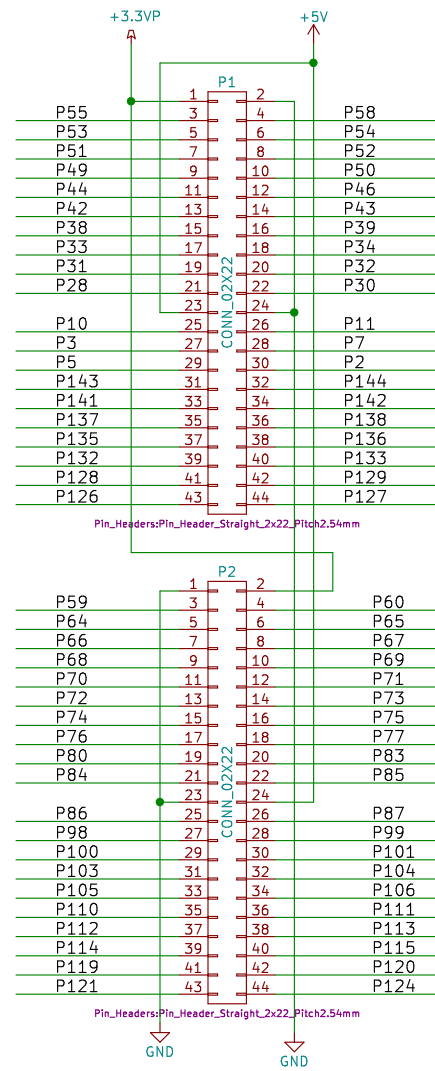 +3.3VP +5V
P1
1 2
P55 3 4 P58
P53 5 6 P54
P51 7 8 P52
P49 9 10 P50
P44 11 12 P46
P42 13 14 P43
P38 15 16 P39
P33 17 18 P34
P31 19 20 P32
P28 21 22 P30
23 24
CONN_02X22
P10 25 26 P11
P3 27 28 P7
P5 29 30 P2
P143 31 32 P144
P141 33 34 P142
P137 35 36 P138
P135 37 38 P136
P132 39 40 P133
P128 41 42 P129
P126 43 44 P127
Pin_Headers:Pin_Header_Straight_2x22_Pitch2.54mm
P2
1 2
P59 3 4 P60
P64 5 6 P65
P66 7 8 P67
P68 9 10 P69
P70 11 12 P71
P72 13 14 P73
P74 15 16 P75
P76 17 18 P77
P80 19 20 P83
P84 21 22 P85
23 24
CONN_02X22
P86 25 26 P87
P98 27 28 P99
P100 29 30 P101
P103 31 32 P104
P105 33 34 P106
P110 35 36 P111
P112 37 38 P113
P114 39 40 P115
P119 41 42 P120
P121 43 44 P124
Pin_Headers:Pin_Header_Straight_2x22_Pitch2.54mm
GND GND